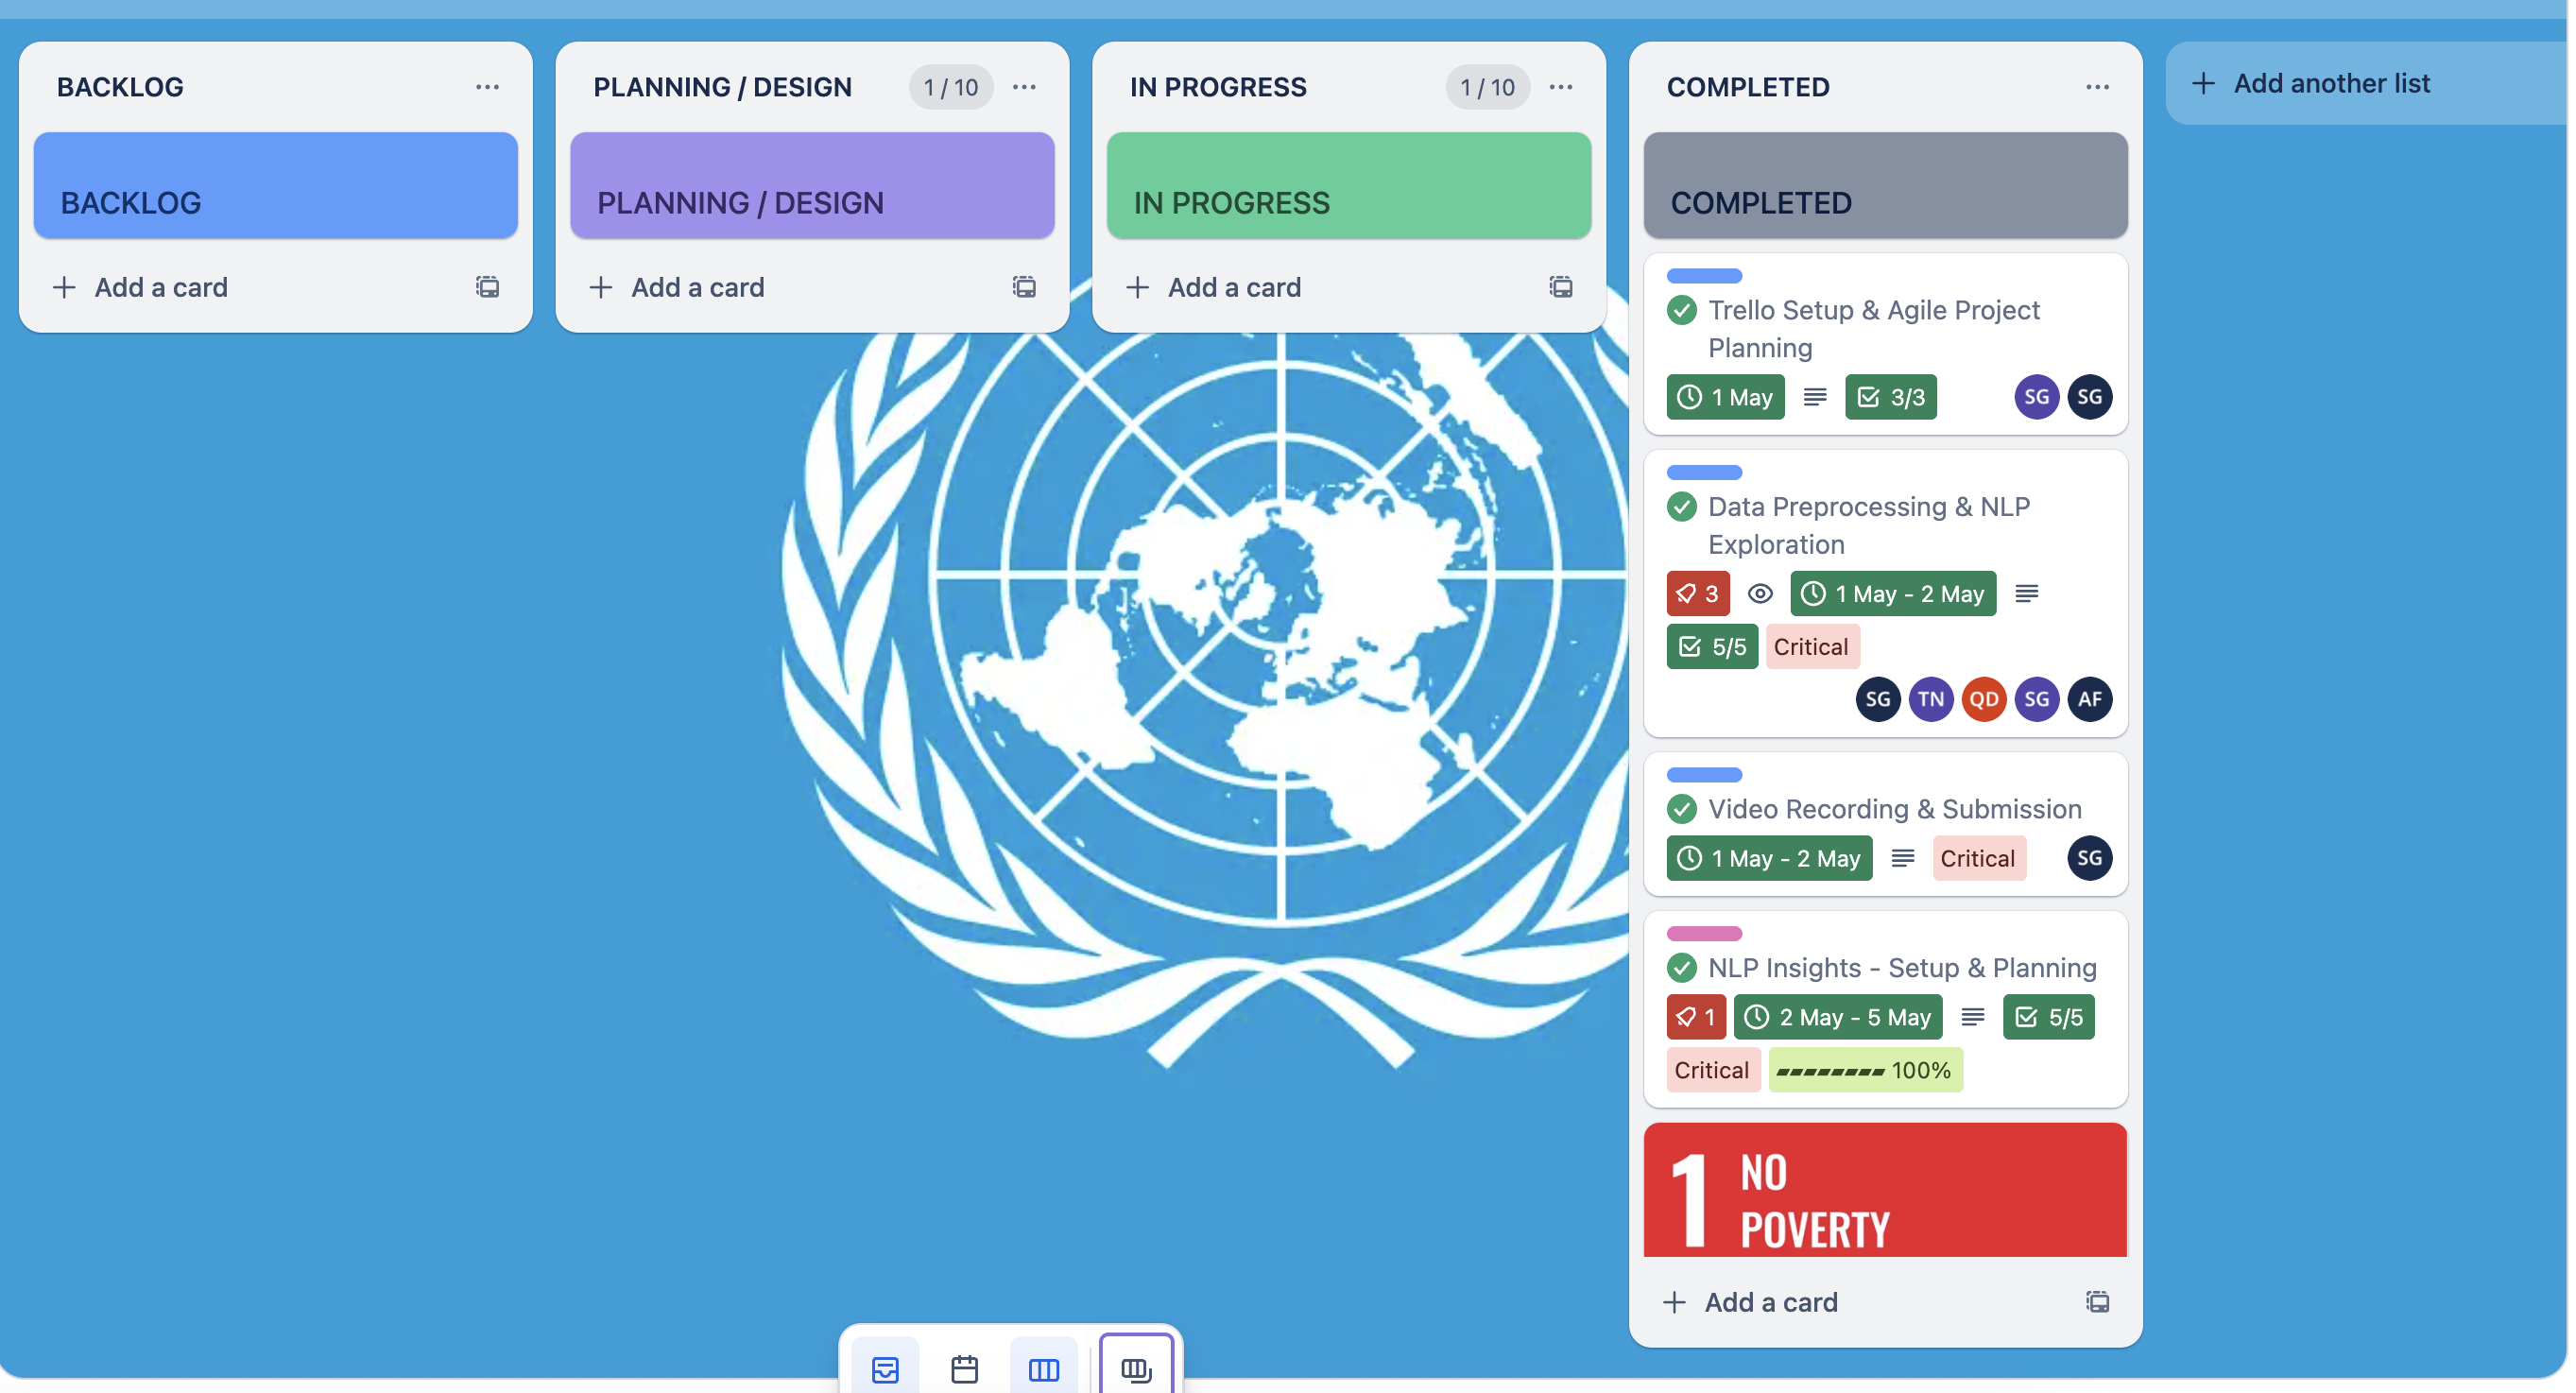 BACKLOG
BACKLOG
Add a card
PLANNING / DESIGN 1 / 10
PLANNING / DESIGN
Add a card
IN PROGRESS 1 / 10
IN PROGRESS
Add a card
COMPLETED
COMPLETED
Trello Setup & Agile Project
Planning
1 May 3/3 SG SG
Data Preprocessing & NLP
Exploration
3 1 May - 2 May
5/5 Critical
SG TN QD SG AF
Video Recording & Submission
1 May - 2 May Critical SG
NLP Insights - Setup & Planning
1 2 May - 5 May 5/5
Critical 100%
1 NO
POVERTY
Add a card
Add another list